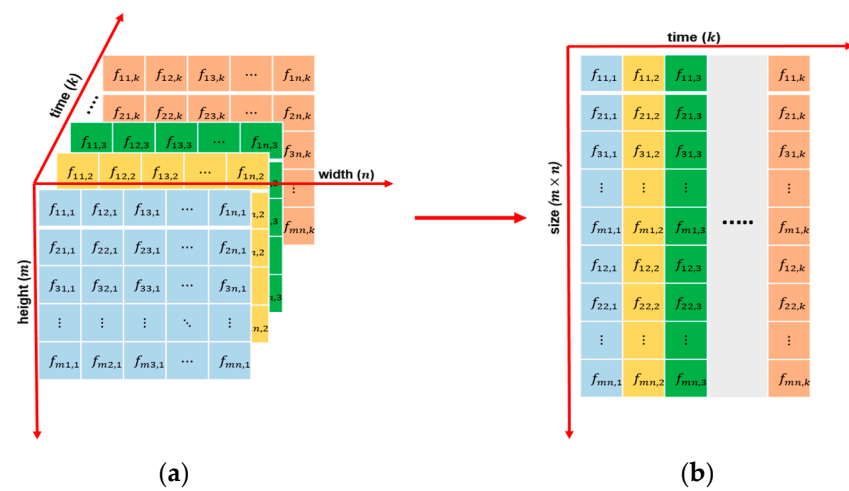 time (k)
f₁₁,ₖ f₁₂,ₖ f₁₃,ₖ ⋯ f₁ₙ,ₖ
f₂₁,ₖ f₂₂,ₖ f₂₃,ₖ ⋯ f₂ₙ,ₖ
f₁₁,₃ f₁₂,₃ f₁₃,₃ ⋯ f₁ₙ,₃
f₃ₙ,ₖ
f₁₁,₂ f₁₂,₂ f₁₃,₂ ⋯ f₁ₙ,₂
⋮
width (n)
fₘₙ,ₖ
height (m)
f₁₁,₁ f₁₂,₁ f₁₃,₁ ⋯ f₁ₙ,₁
f₂₁,₁ f₂₂,₁ f₂₃,₁ ⋯ f₂ₙ,₁
f₃₁,₁ f₃₂,₁ f₃₃,₁ ⋯ f₃ₙ,₁
⋮ ⋮ ⋮ ⋱ ⋮
fₘ₁,₁ fₘ₂,₁ fₘ₃,₁ ⋯ fₘₙ,₁
(a)
time (k)
size (m × n)
f₁₁,₁ f₁₁,₂ f₁₁,₃ f₁₁,ₖ
f₂₁,₁ f₂₁,₂ f₂₁,₃ f₂₁,ₖ
f₃₁,₁ f₃₁,₂ f₃₁,₃ f₃₁,ₖ
⋮ ⋮ ⋮ ⋮
fₘ₁,₁ fₘ₁,₂ fₘ₁,₃ ····· fₘ₁,ₖ
f₁₂,₁ f₁₂,₂ f₁₂,₃ f₁₂,ₖ
f₂₂,₁ f₂₂,₂ f₂₂,₃ f₂₂,ₖ
⋮ ⋮ ⋮ ⋮
fₘₙ,₁ fₘₙ,₂ fₘₙ,₃ fₘₙ,ₖ
(b)